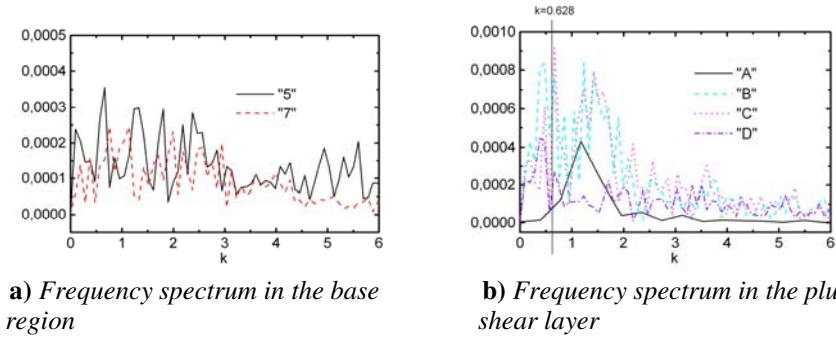 k=0.628
0,0005
0,0004
0,0003
0,0002
0,0001
0,0000
"5"
"7"
0 1 2 3 4 5 6
k
0,0010
0,0008
0,0006
0,0004
0,0002
0,0000
"A"
"B"
"C"
"D"
0 1 2 3 4 5 6
k
a) Frequency spectrum in the base
region
b) Frequency spectrum in the plu
shear layer